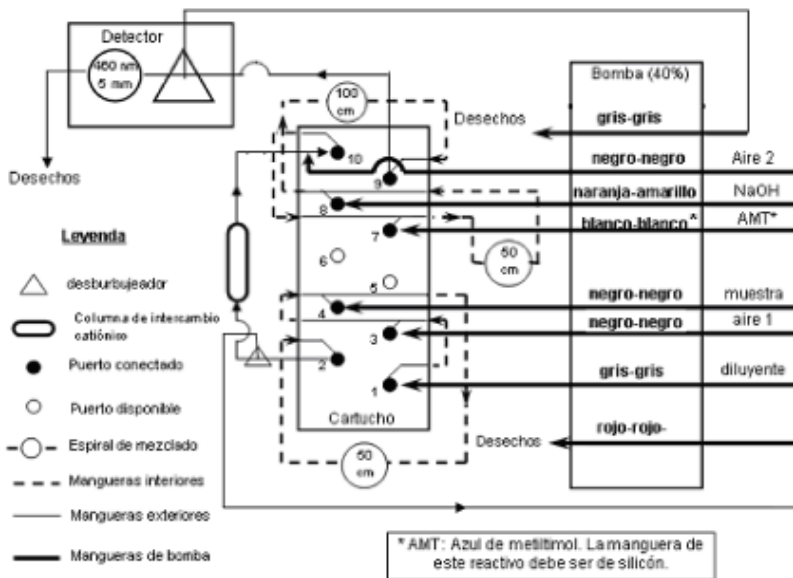 Detector
460 nm
5 mm
Desechos
100
cm
Desechos
Bomba (40%)
gris-gris
negro-negro
Aire 2
naranja-amarillo
NaOH
blanco-blanco*
AMT*
10
9
8
7
50
cm
6
5
negro-negro
muestra
4
negro-negro
aire 1
3
2
gris-gris
diluyente
1
Cartucho
Desechos
rojo-rojo-
50
cm
Leyenda
desburbujeador
Columna de intercambio
catiónico
Puerto conectado
Puerto disponible
Espiral de mezclado
Mangueras interiores
Mangueras exteriores
Mangueras de bomba
* AMT: Azul de metiltimol. La manguera de
este reactivo debe ser de silicón.